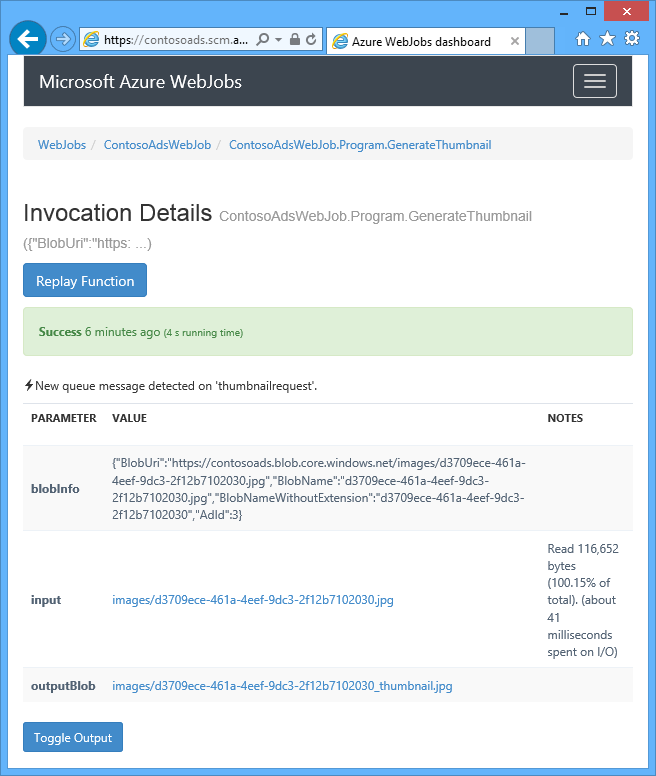 https://contosoads.scm.a...
Azure WebJobs dashboard
Microsoft Azure WebJobs
WebJobs / ContosoAdsWebJob / ContosoAdsWebJob.Program.GenerateThumbnail
Invocation Details ContosoAdsWebJob.Program.GenerateThumbnail
({"BlobUri":"https: ...)
Replay Function
Success 6 minutes ago (4 s running time)
New queue message detected on 'thumbnailrequest'.
PARAMETER VALUE NOTES
blobInfo
{"BlobUri":"https://contosoads.blob.core.windows.net/images/d3709ece-461a-
4eef-9dc3-2f12b7102030.jpg","BlobName":"d3709ece-461a-4eef-9dc3-
2f12b7102030.jpg","BlobNameWithoutExtension":"d3709ece-461a-4eef-9dc3-
2f12b7102030","AdId":3}
input
images/d3709ece-461a-4eef-9dc3-2f12b7102030.jpg
Read 116,652
bytes
(100.15% of
total). (about
41
milliseconds
spent on I/O)
outputBlob
images/d3709ece-461a-4eef-9dc3-2f12b7102030_thumbnail.jpg
Toggle Output